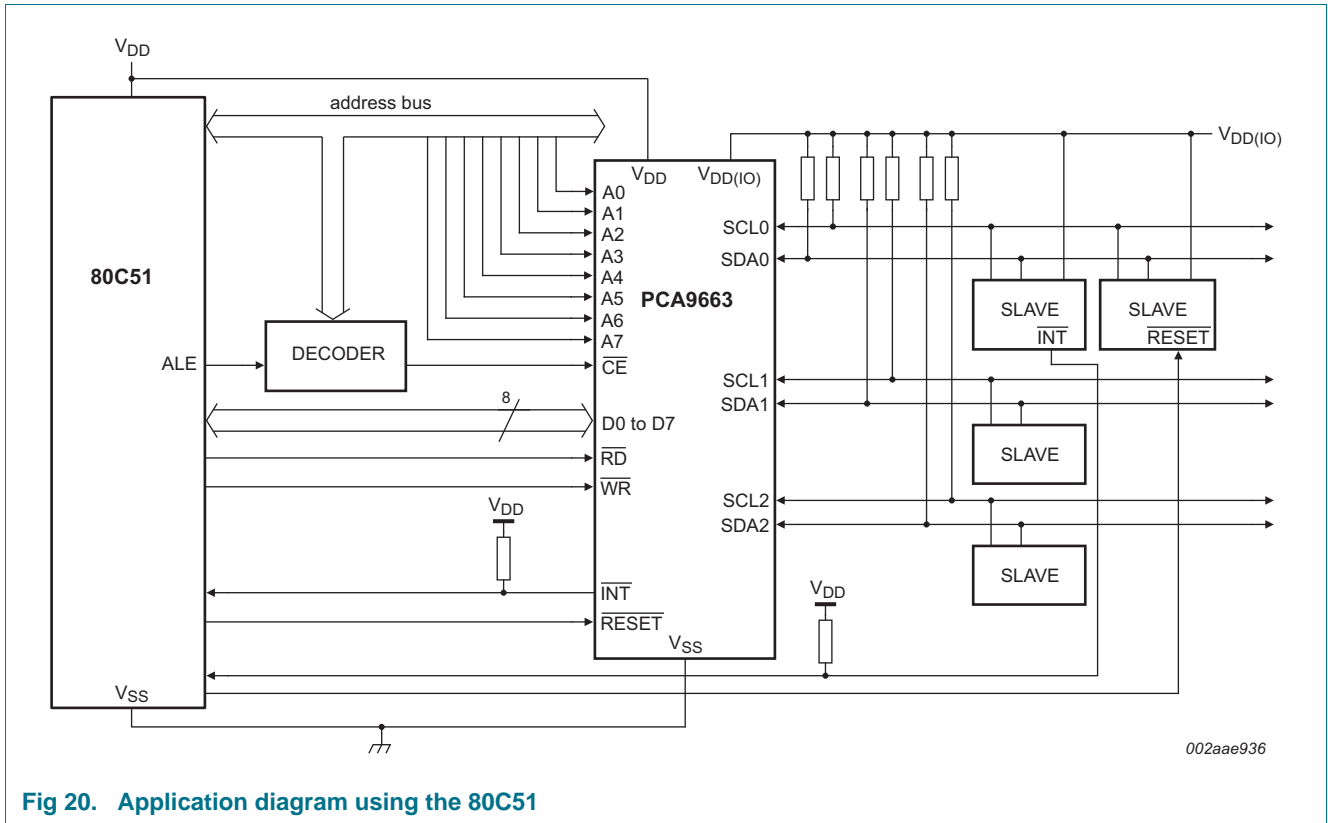 VDD
address bus
VDD(IO)
VDD
VDD(IO)
A0
A1
A2
A3
A4
A5
A6
A7
80C51
PCA9663
SCL0
SDA0
SLAVE
INT
SLAVE
RESET
ALE
DECODER
CE
SCL1
SDA1
8
D0 to D7
SLAVE
RD
WR
SCL2
SDA2
VDD
SLAVE
VDD
INT
RESET
VSS
VSS
002aae936
Fig 20. Application diagram using the 80C51